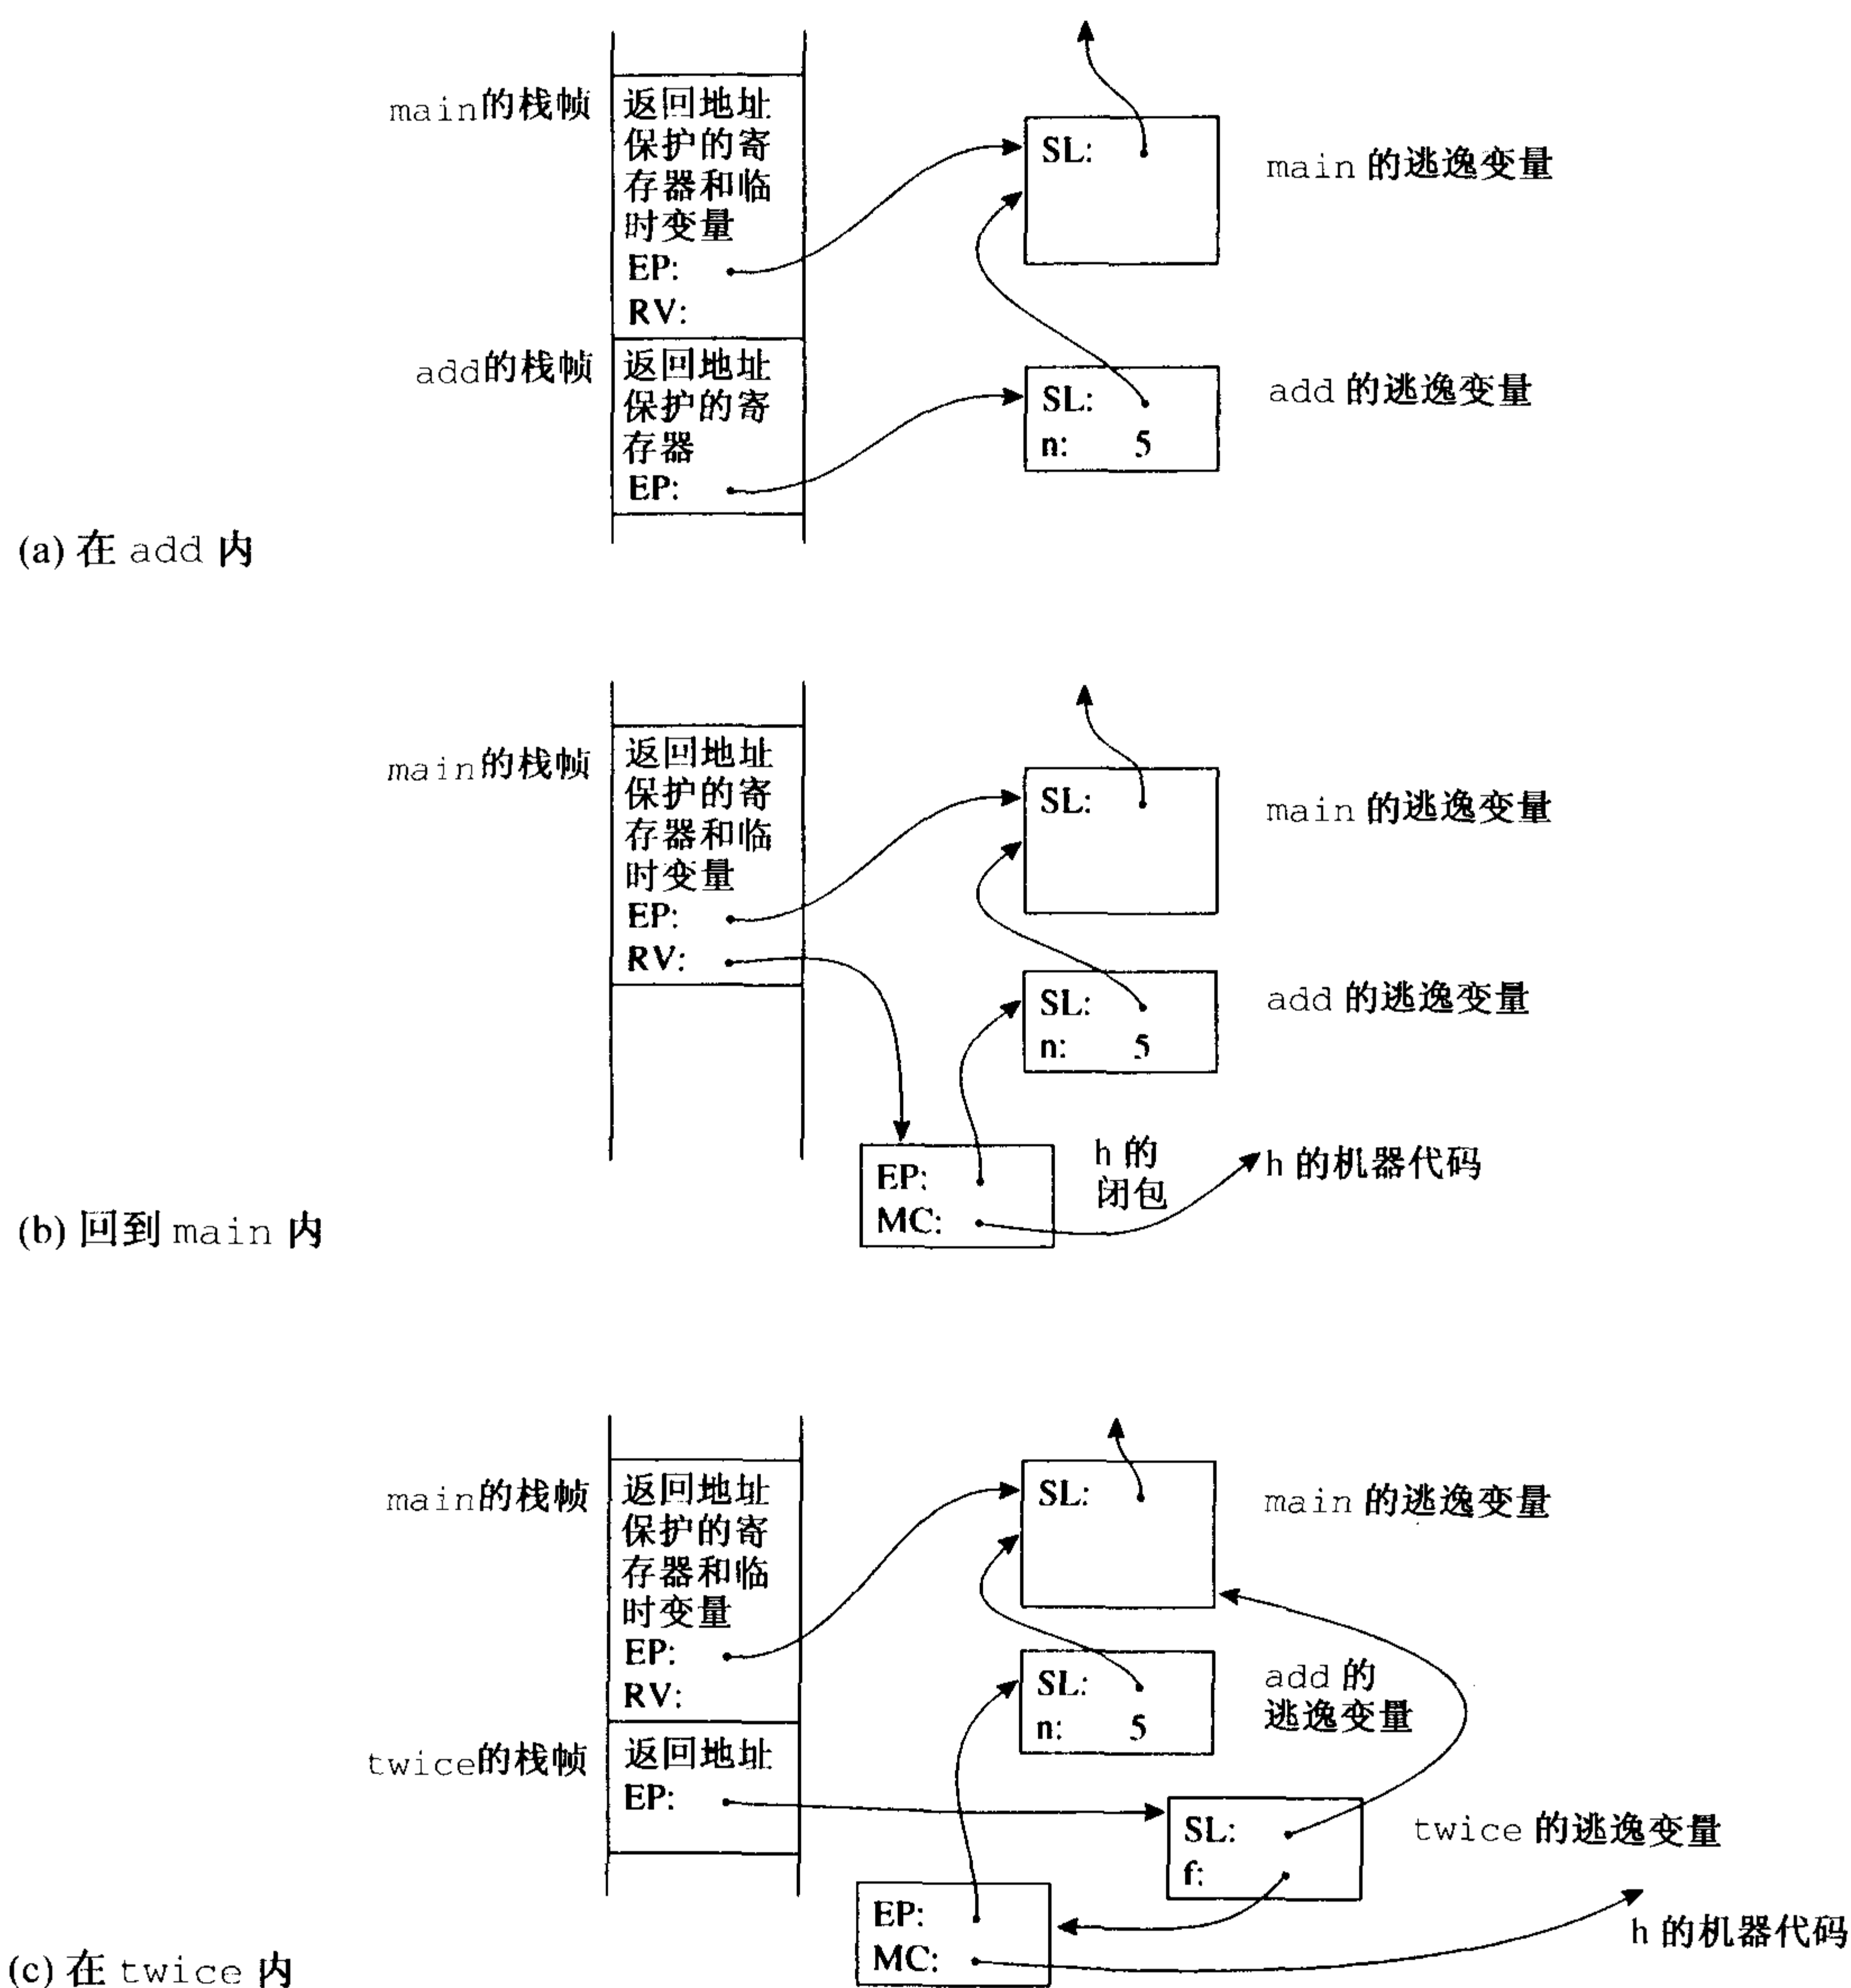 main的栈帧
返回地址
保护的寄
存器和临
时变量
EP:
RV:
SL:
main 的逃逸变量
add的栈帧
返回地址
保护的寄
存器
EP:
SL:
n: 5
add 的逃逸变量
(a) 在 add 内
main的栈帧
返回地址
保护的寄
存器和临
时变量
EP:
RV:
SL:
main 的逃逸变量
SL:
n: 5
add 的逃逸变量
EP:
MC:
h 的
闭包
h 的机器代码
(b) 回到 main 内
main的栈帧
返回地址
保护的寄
存器和临
时变量
EP:
RV:
SL:
main 的逃逸变量
SL:
n: 5
add 的
逃逸变量
twice的栈帧
返回地址
EP:
SL:
f:
twice 的逃逸变量
EP:
MC:
h 的机器代码
(c) 在 twice 内